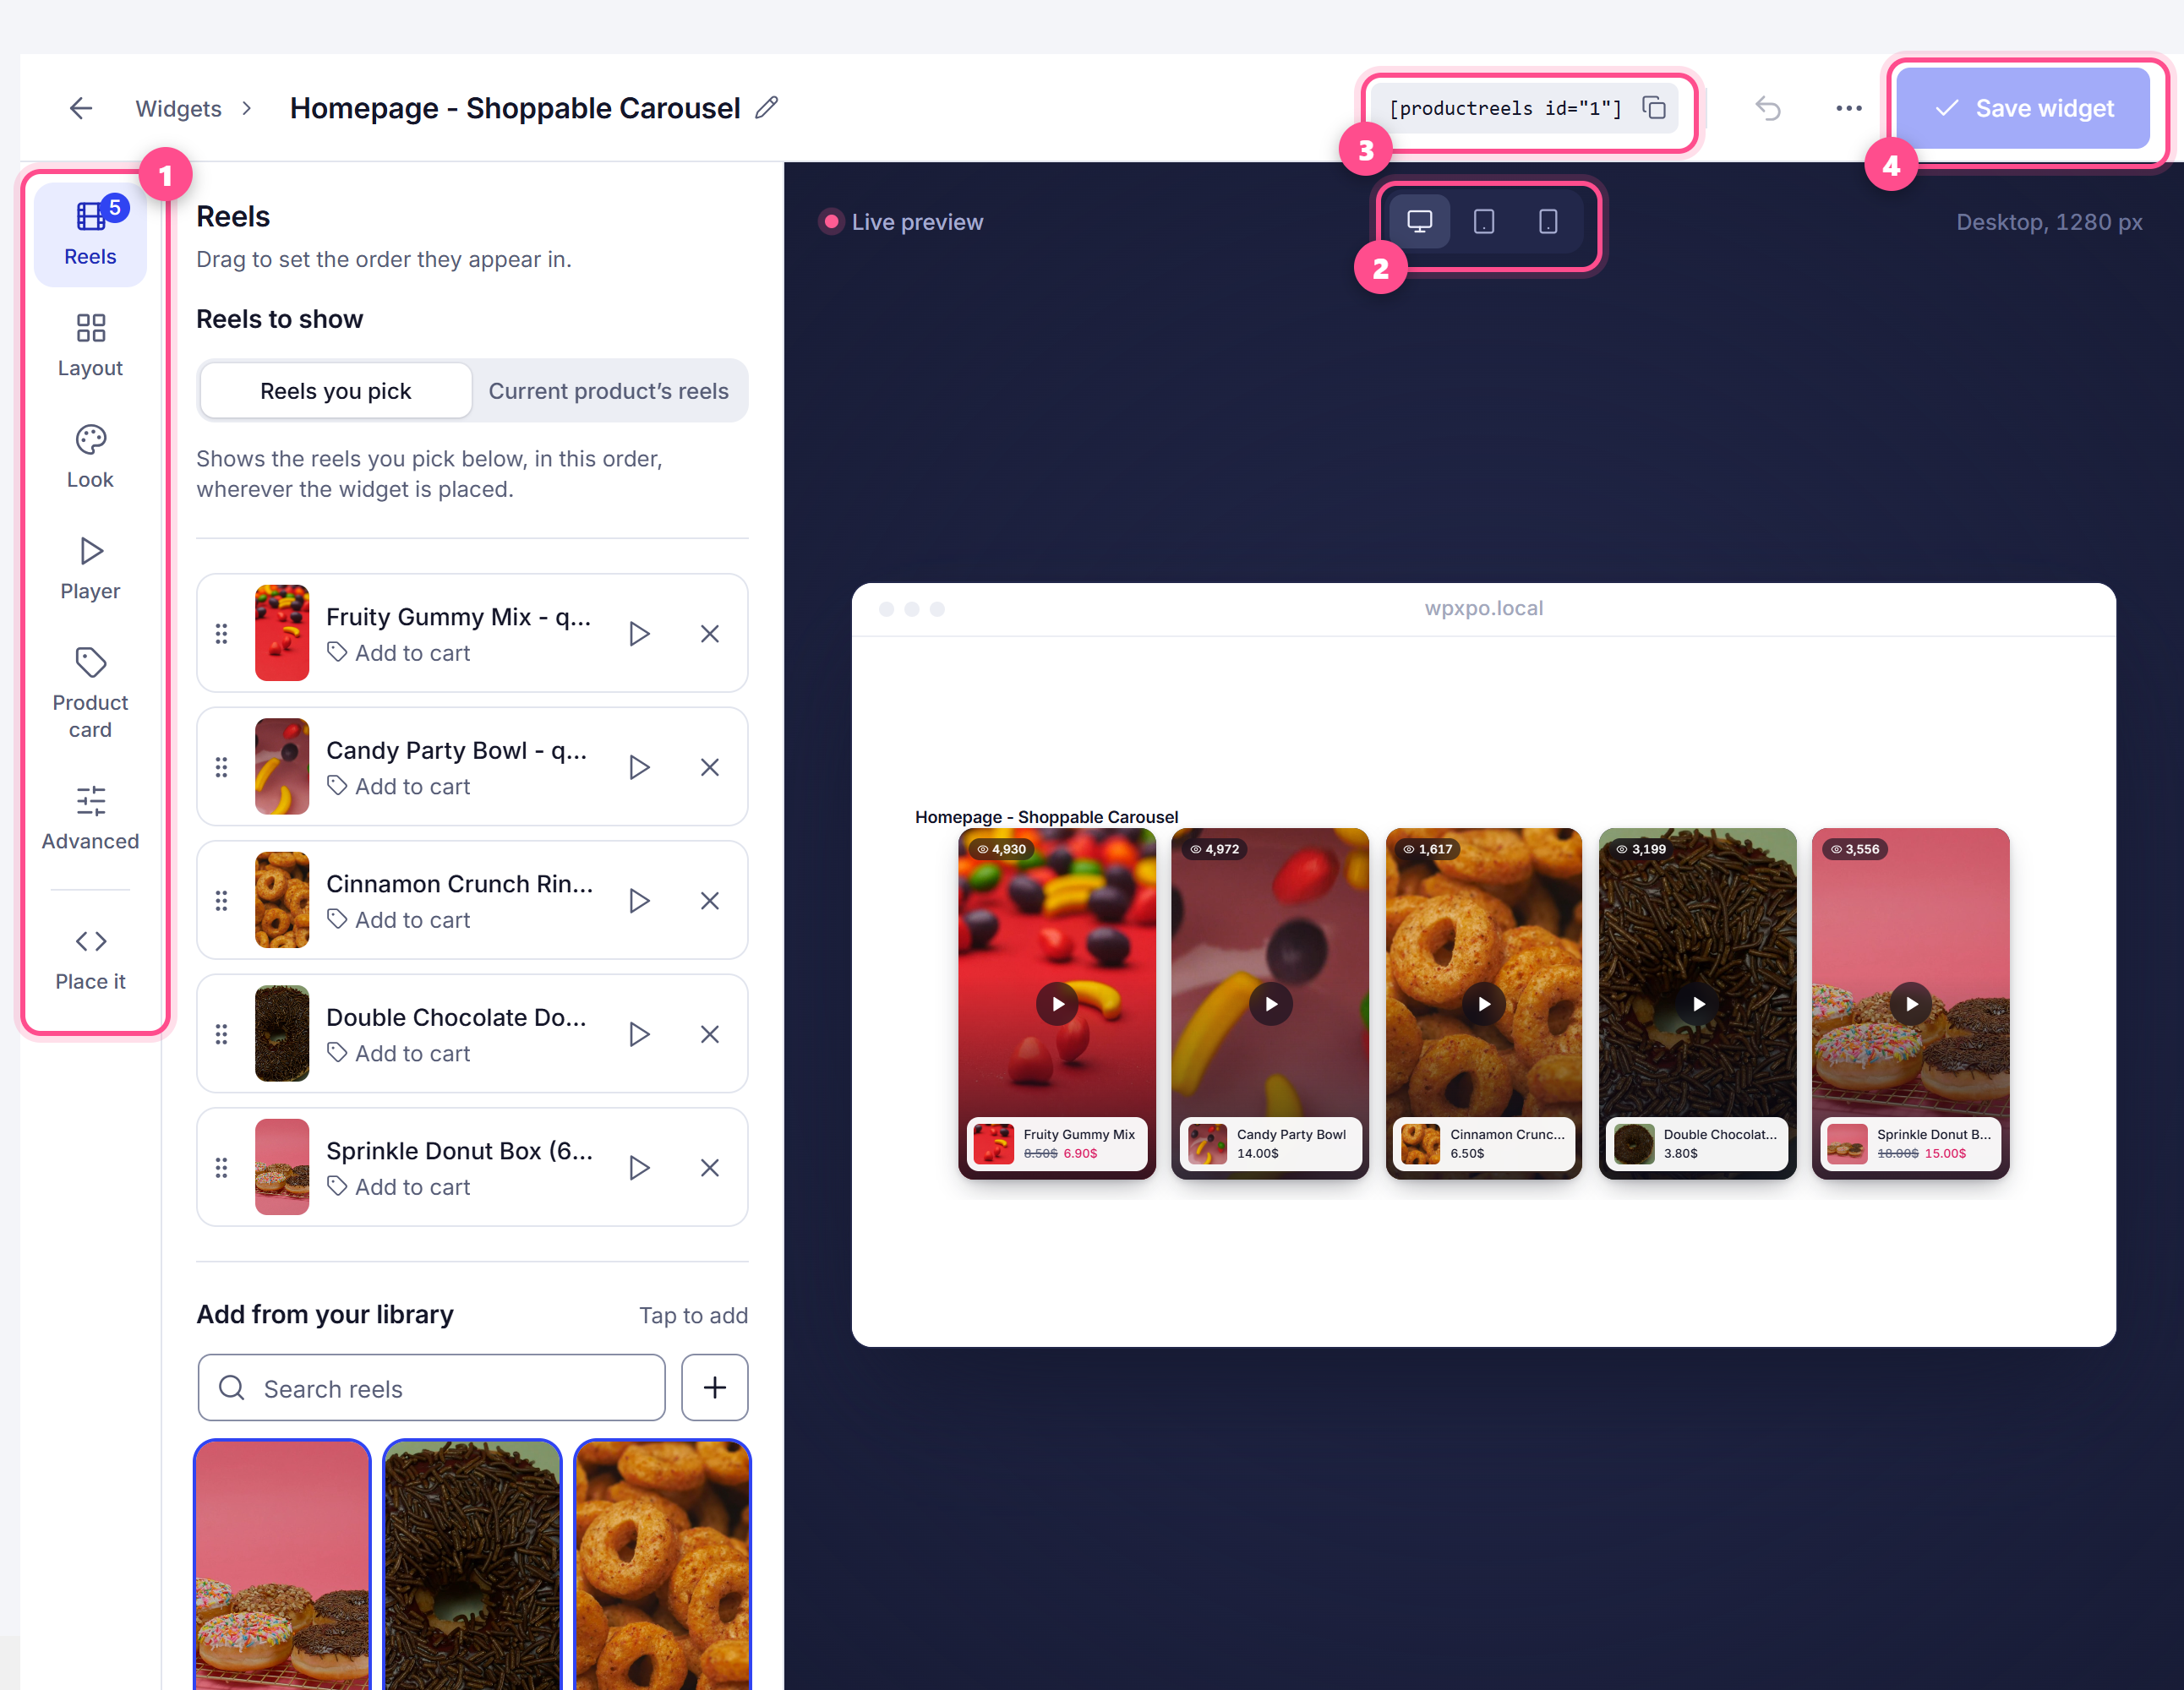 Widgets
Homepage - Shoppable Carousel
[productreels id="1"]
Save widget
3
4
1
5
Reels
Layout
Look
Player
Product
card
Advanced
Place it
Reels
Drag to set the order they appear in.
Reels to show
Reels you pick
Current product’s reels
Shows the reels you pick below, in this order,
wherever the widget is placed.
Fruity Gummy Mix - q...
Add to cart
Candy Party Bowl - q...
Add to cart
Cinnamon Crunch Rin...
Add to cart
Double Chocolate Do...
Add to cart
Sprinkle Donut Box (6...
Add to cart
Add from your library
Tap to add
Search reels
Live preview
2
Desktop, 1280 px
wpxpo.local
Homepage - Shoppable Carousel
4,930
4,972
1,617
3,199
3,556
Fruity Gummy Mix
8.50$ 6.90$
Candy Party Bowl
14.00$
Cinnamon Crunc...
6.50$
Double Chocolat...
3.80$
Sprinkle Donut B...
18.00$ 15.00$